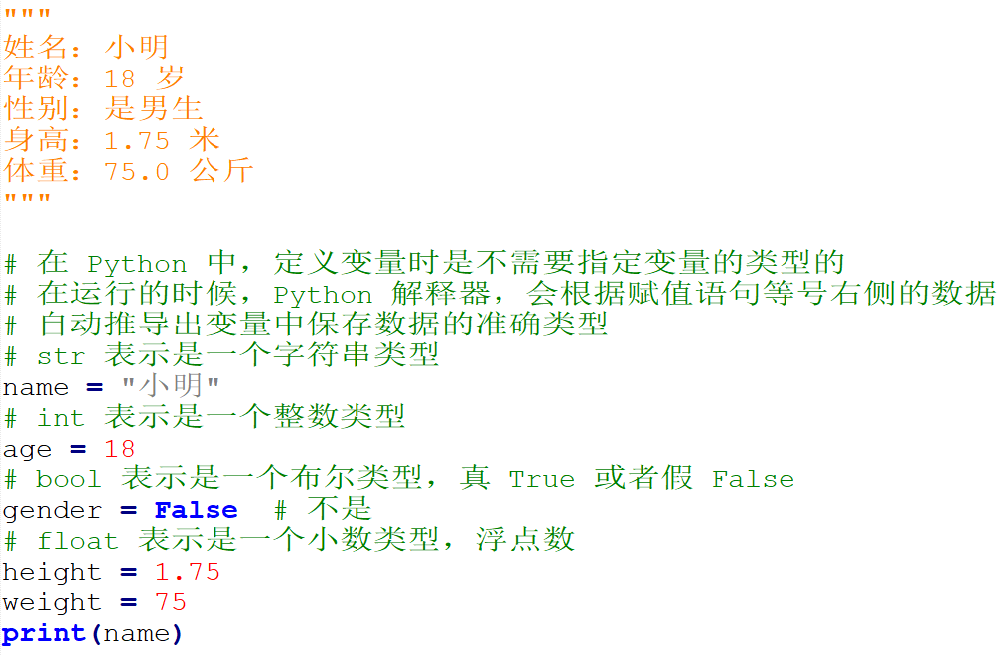 """
姓名：小明
年龄：18 岁
性别：是男生
身高：1.75 米
体重：75.0 公斤
"""
# 在 Python 中，定义变量时是不需要指定变量的类型的
# 在运行的时候，Python 解释器，会根据赋值语句等号右侧的数据
# 自动推导出变量中保存数据的准确类型
# str 表示是一个字符串类型
name = "小明"
# int 表示是一个整数类型
age = 18
# bool 表示是一个布尔类型，真 True 或者假 False
gender = False  # 不是
# float 表示是一个小数类型，浮点数
height = 1.75
weight = 75
print(name)